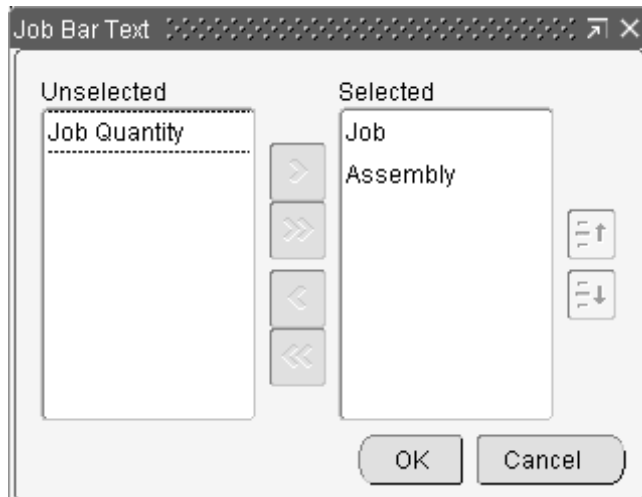 Job Bar Text
Unselected
Selected
Job Quantity
Job
Assembly
OK
Cancel